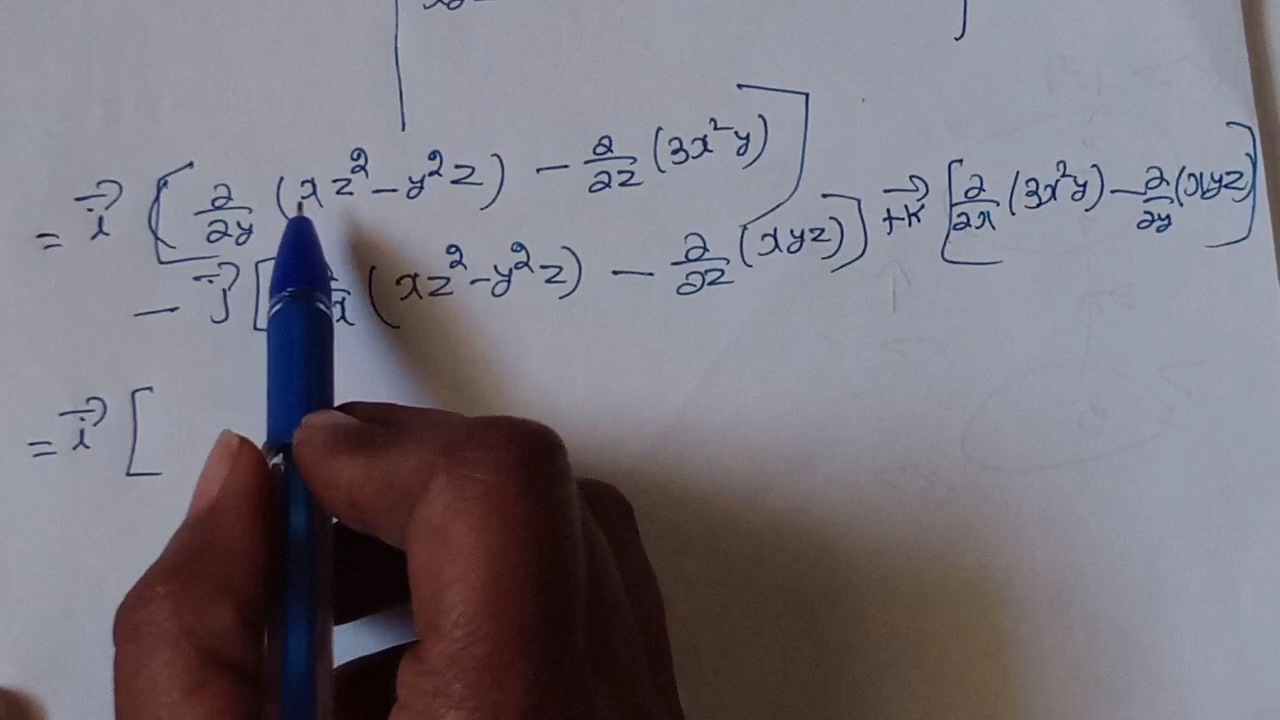 = i⃗ [ ∂/∂y (xz² - y²z) - ∂/∂z (3x²y) ]
- j⃗ [ (xz² - y²z) - ∂/∂z (xyz) ] + k⃗ [ ∂/∂x (3x²y) - ∂/∂y (xyz) ]
= i⃗ [